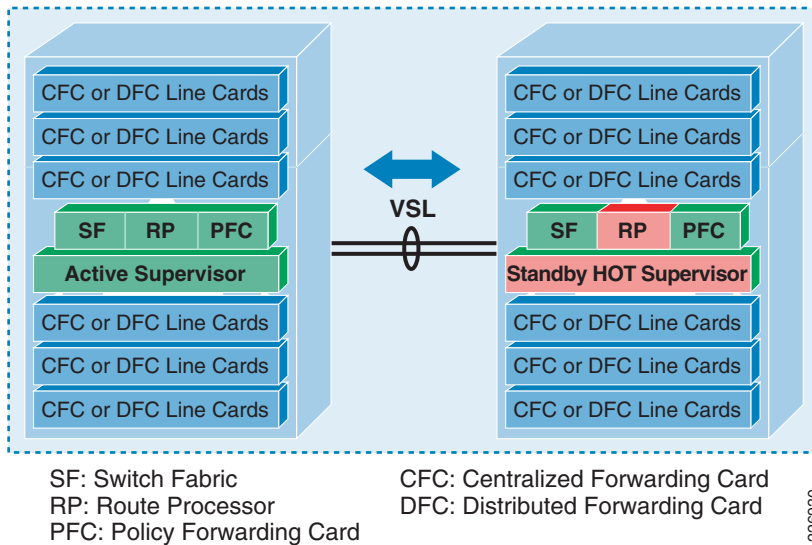 CFC or DFC Line Cards
CFC or DFC Line Cards
CFC or DFC Line Cards
SF RP PFC
Active Supervisor
CFC or DFC Line Cards
CFC or DFC Line Cards
CFC or DFC Line Cards
VSL
CFC or DFC Line Cards
CFC or DFC Line Cards
CFC or DFC Line Cards
SF RP PFC
Standby HOT Supervisor
CFC or DFC Line Cards
CFC or DFC Line Cards
CFC or DFC Line Cards
SF: Switch Fabric
RP: Route Processor
PFC: Policy Forwarding Card
CFC: Centralized Forwarding Card
DFC: Distributed Forwarding Card